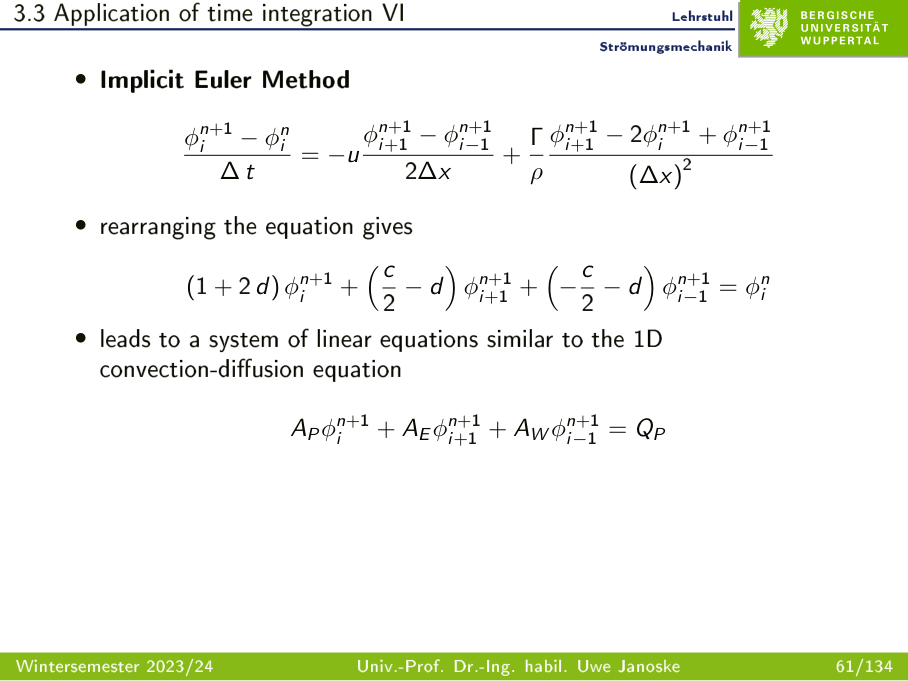 3.3 Application of time integration VI
Lehrstuhl
Strömungsmechanik
BERGISCHE
UNIVERSITÄT
WUPPERTAL
• Implicit Euler Method
$$\frac{\phi_i^{n+1} - \phi_i^n}{\Delta t} = -u \frac{\phi_{i+1}^{n+1} - \phi_{i-1}^{n+1}}{2\Delta x} + \frac{\Gamma}{\rho} \frac{\phi_{i+1}^{n+1} - 2\phi_i^{n+1} + \phi_{i-1}^{n+1}}{(\Delta x)^2}$$
• rearranging the equation gives
$$(1 + 2\,d)\,\phi_i^{n+1} + \left(\frac{c}{2} - d\right)\phi_{i+1}^{n+1} + \left(-\frac{c}{2} - d\right)\phi_{i-1}^{n+1} = \phi_i^n$$
• leads to a system of linear equations similar to the 1D
convection-diffusion equation
$$A_P\phi_i^{n+1} + A_E\phi_{i+1}^{n+1} + A_W\phi_{i-1}^{n+1} = Q_P$$
Wintersemester 2023/24
Univ.-Prof. Dr.-Ing. habil. Uwe Janoske
61/134